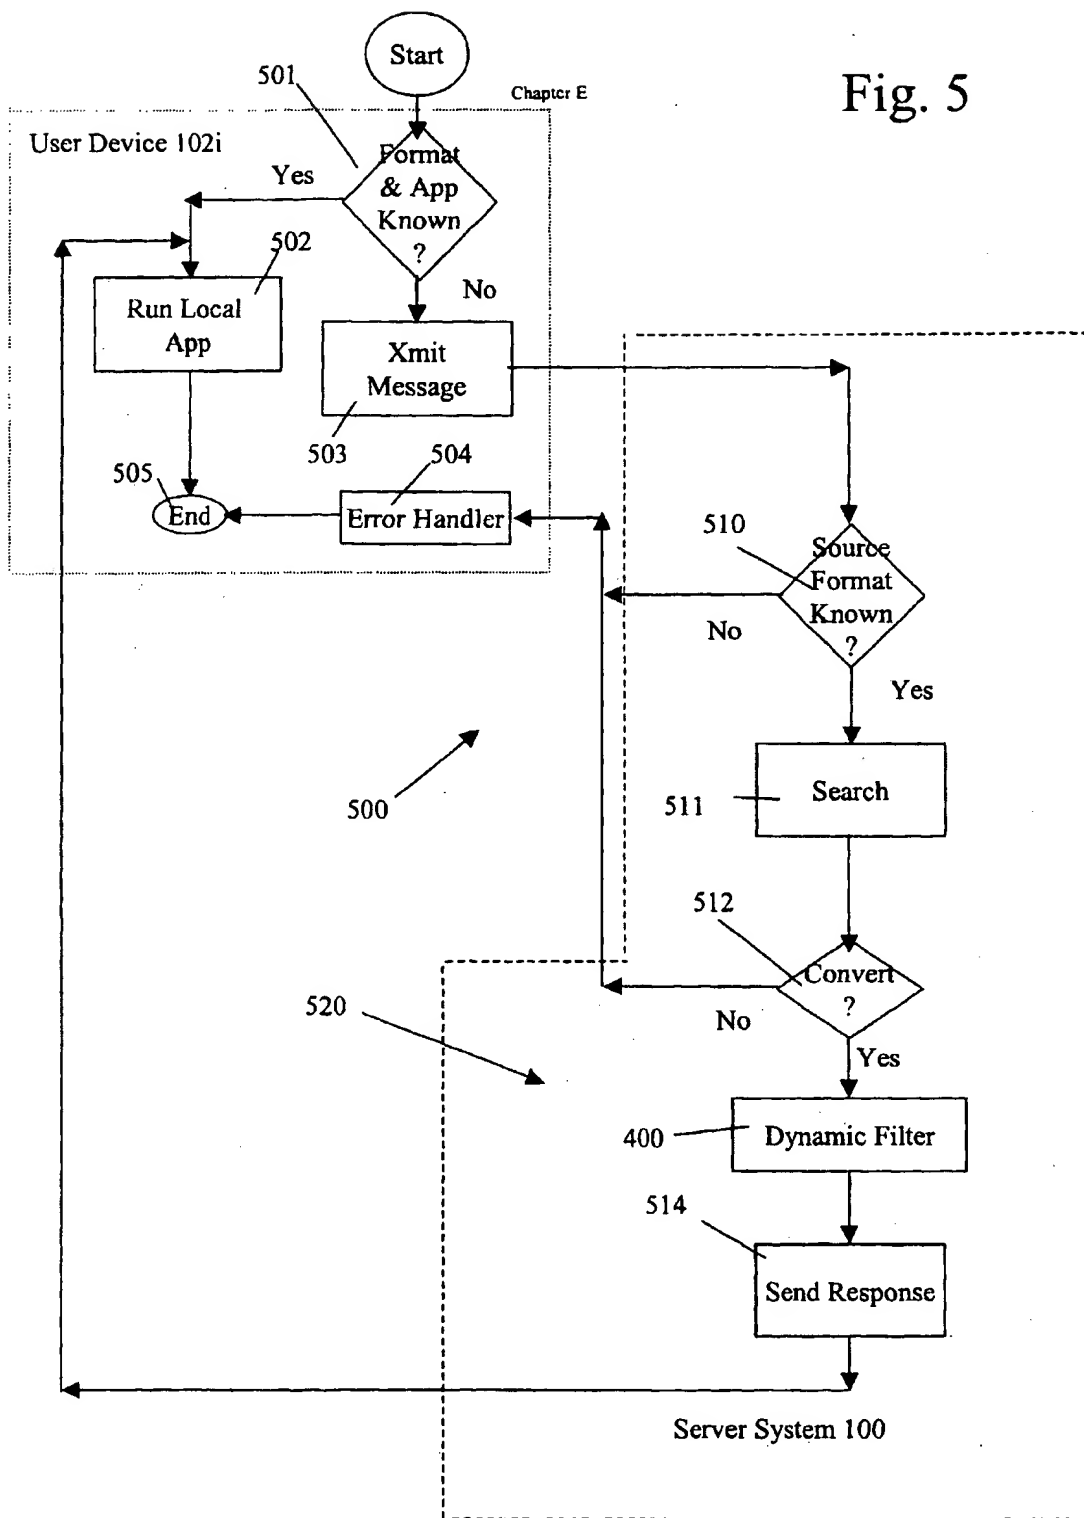 Start
Fig. 5
501
Chapter E
User Device 102i
Yes
Format
& App
Known
?
502
No
Run Local
App
Xmit
Message
503
504
505
End
Error Handler
510
Source
Format
Known
?
No
Yes
500
511
Search
512
Convert
?
520
No
Yes
400
Dynamic Filter
514
Send Response
Server System 100